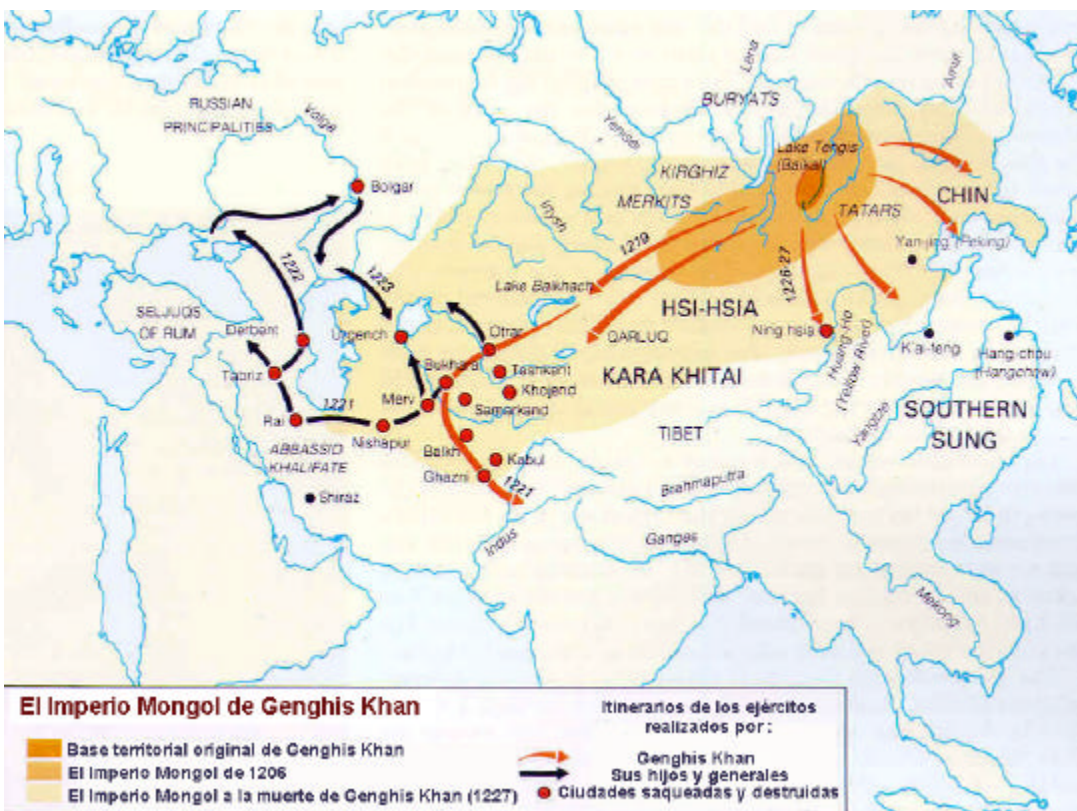 RUSSIAN
PRINCIPALITIES
Volga
Bolgar
Lena
Amur
BURYATS
Yenisei
Lake Tengis
(Baikal)
KIRGHIZ
MERKITS
CHIN
TATARS
Irtysh
Yan-jing (Peking)
1219
1226-27
1222
1223
Lake Balkhach
HSI-HSIA
SELJUQS
OF RUM
Derbent
Urgench
Otrar
QARLUQ
Ning hsia
Huang-Ho
(Yellow River)
K'ai-feng
Hang-chou
(Hangchow)
Tabriz
Bukhara
Tashkent
Khojend
KARA KHITAI
Merv
Samarkand
Rai
1221
Nishapur
TIBET
Yangtze
SOUTHERN
SUNG
ABBASSID
KHALIFATE
Balkh
Kabul
Ghazni
1221
Shiraz
Brahmaputra
Indus
Ganges
Mekong
El Imperio Mongol de Genghis Khan
Base territorial original de Genghis Khan
El Imperio Mongol de 1206
El Imperio Mongol a la muerte de Genghis Khan (1227)
Itinerarios de los ejércitos
realizados por :
Genghis Khan
Sus hijos y generales
Ciudades saqueadas y destruidas